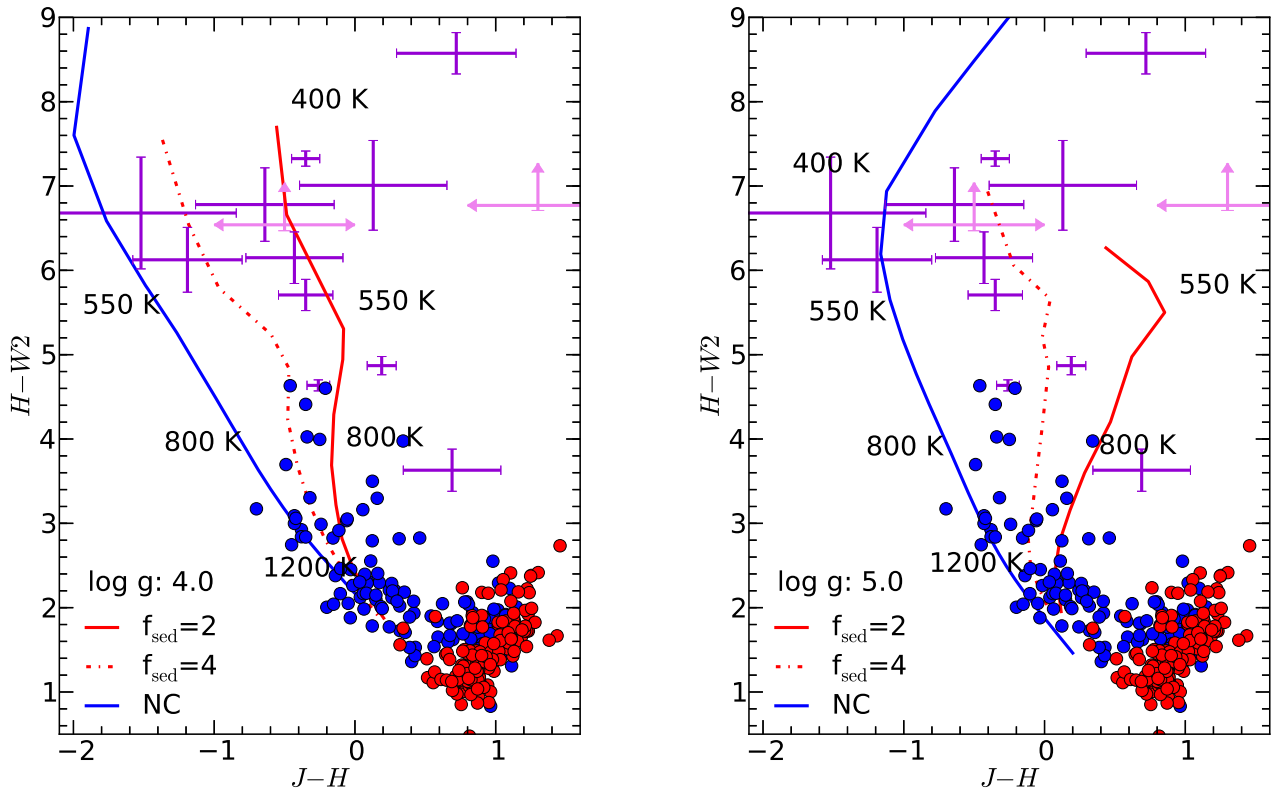 9
8
7
6
5
4
3
2
1
−2
−1
0
1
H−W2
J−H
400 K
550 K
550 K
800 K
800 K
1200 K
log g: 4.0
f_sed=2
f_sed=4
NC
9
8
7
6
5
4
3
2
1
−2
−1
0
1
H−W2
J−H
400 K
550 K
550 K
800 K
800 K
1200 K
log g: 5.0
f_sed=2
f_sed=4
NC